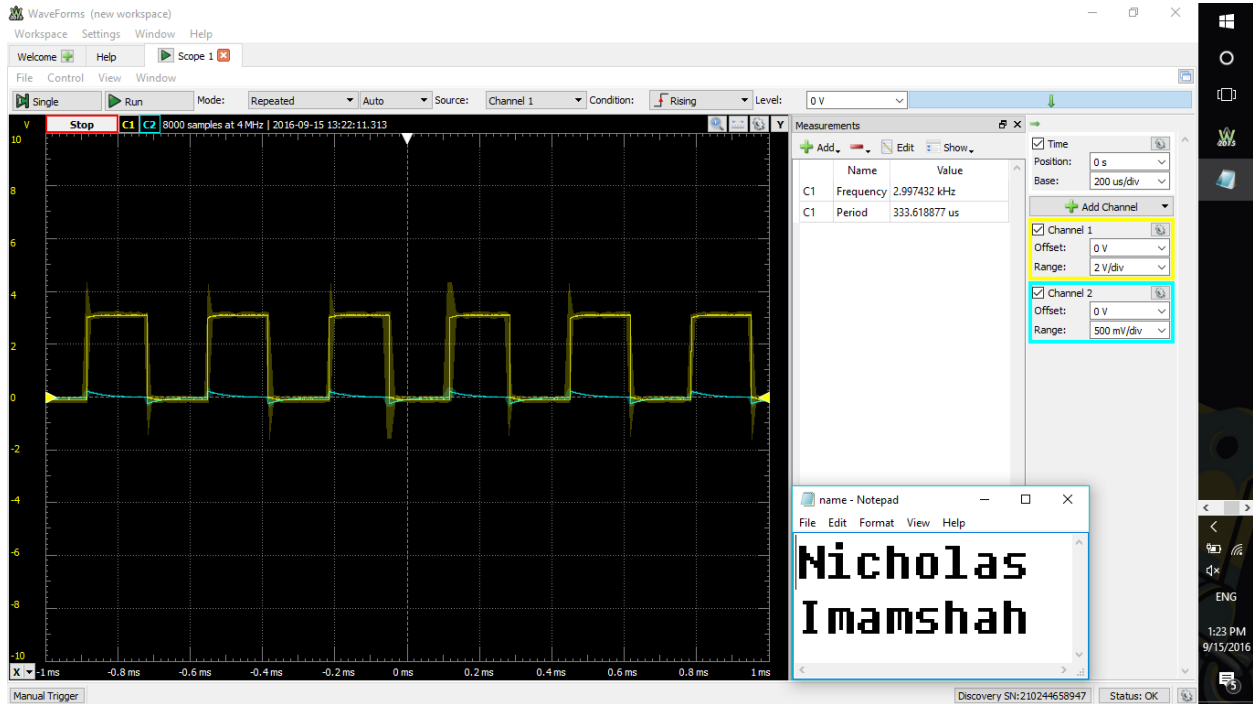 WaveForms (new workspace)
Workspace Settings Window Help
Welcome Help Scope 1
File Control View Window
Single Run Mode: Repeated Auto Source: Channel 1 Condition: Rising Level: 0 V
V Stop C1 C2 8000 samples at 4 MHz | 2016-09-15 13:22:11.313 Y
10
8
6
4
2
0
-2
-4
-6
-8
-10
X -1 ms -0.8 ms -0.6 ms -0.4 ms -0.2 ms 0 ms 0.2 ms 0.4 ms 0.6 ms 0.8 ms 1 ms
Measurements
Add Edit Show
Name Value
C1 Frequency 2.997432 kHz
C1 Period 333.618877 us
Time
Position: 0 s
Base: 200 us/div
Add Channel
Channel 1
Offset: 0 V
Range: 2 V/div
Channel 2
Offset: 0 V
Range: 500 mV/div
name - Notepad
File Edit Format View Help
Nicholas
Imamshah
Manual Trigger
Discovery SN:210244658947 Status: OK
W
2015
ENG
1:23 PM
9/15/2016
5